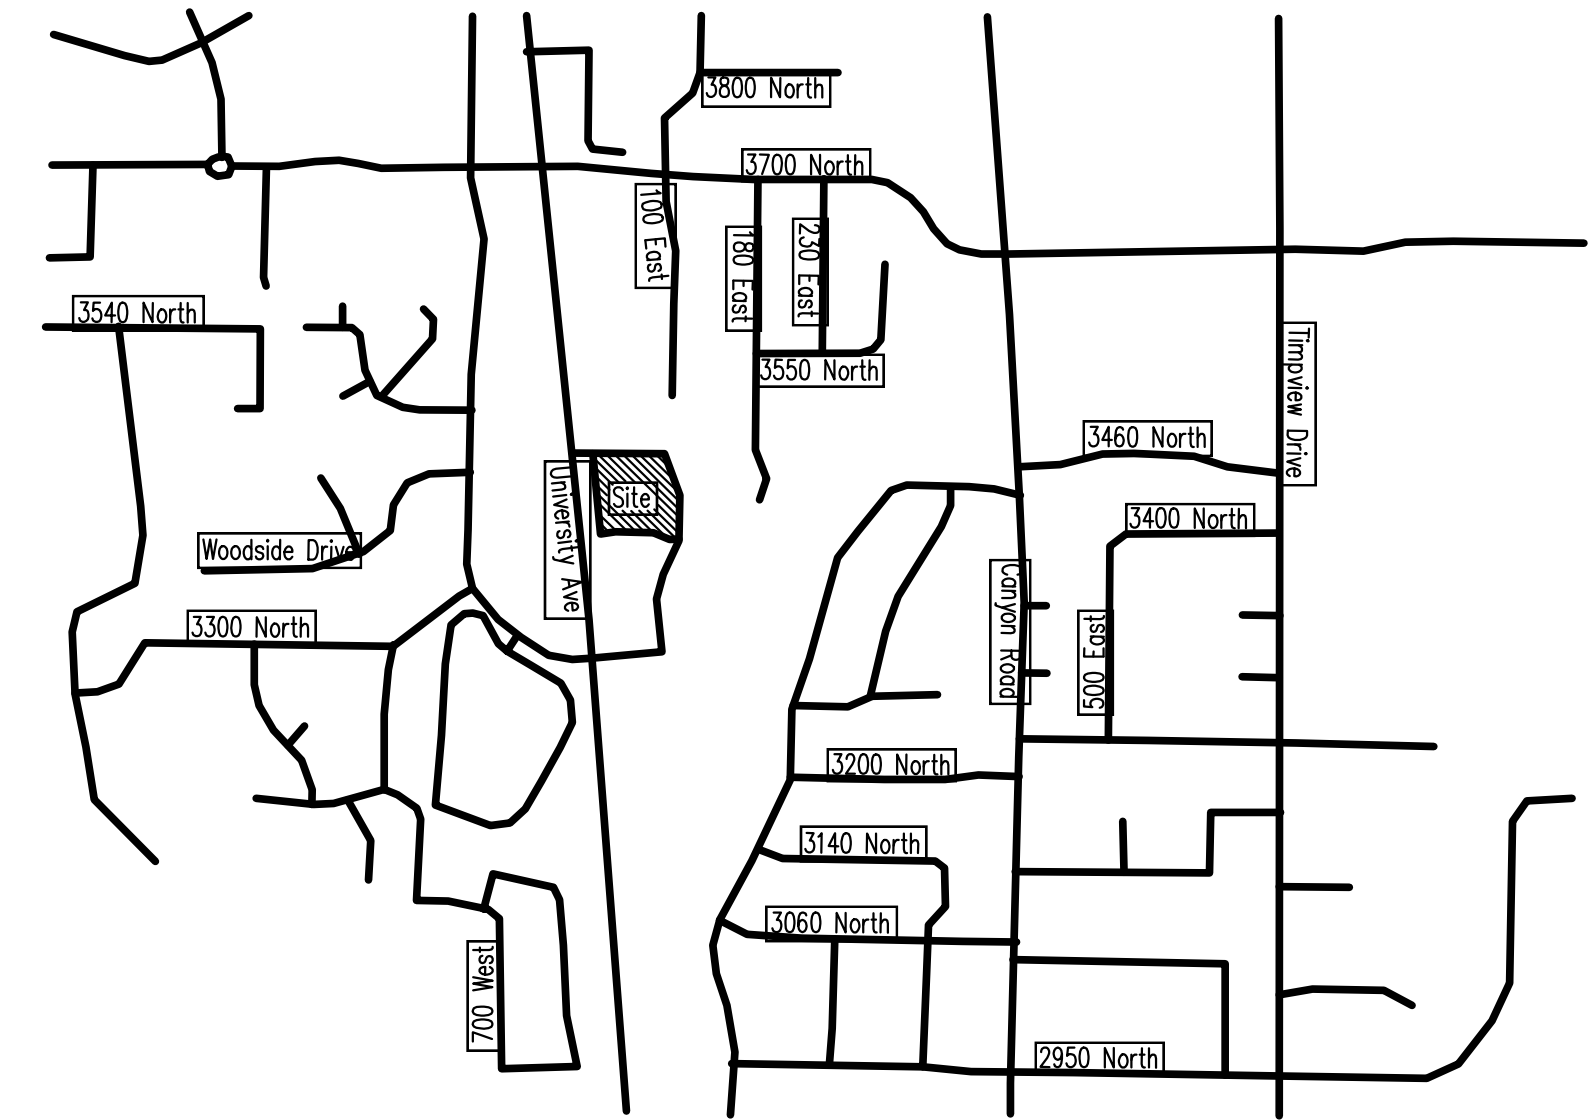 3800 North
3700 North
100 East
180 East
230 East
3540 North
3550 North
Timpview Drive
3460 North
University Ave
Site
3400 North
Woodside Drive
Canyon Road
500 East
3300 North
3200 North
3140 North
3060 North
700 West
2950 North